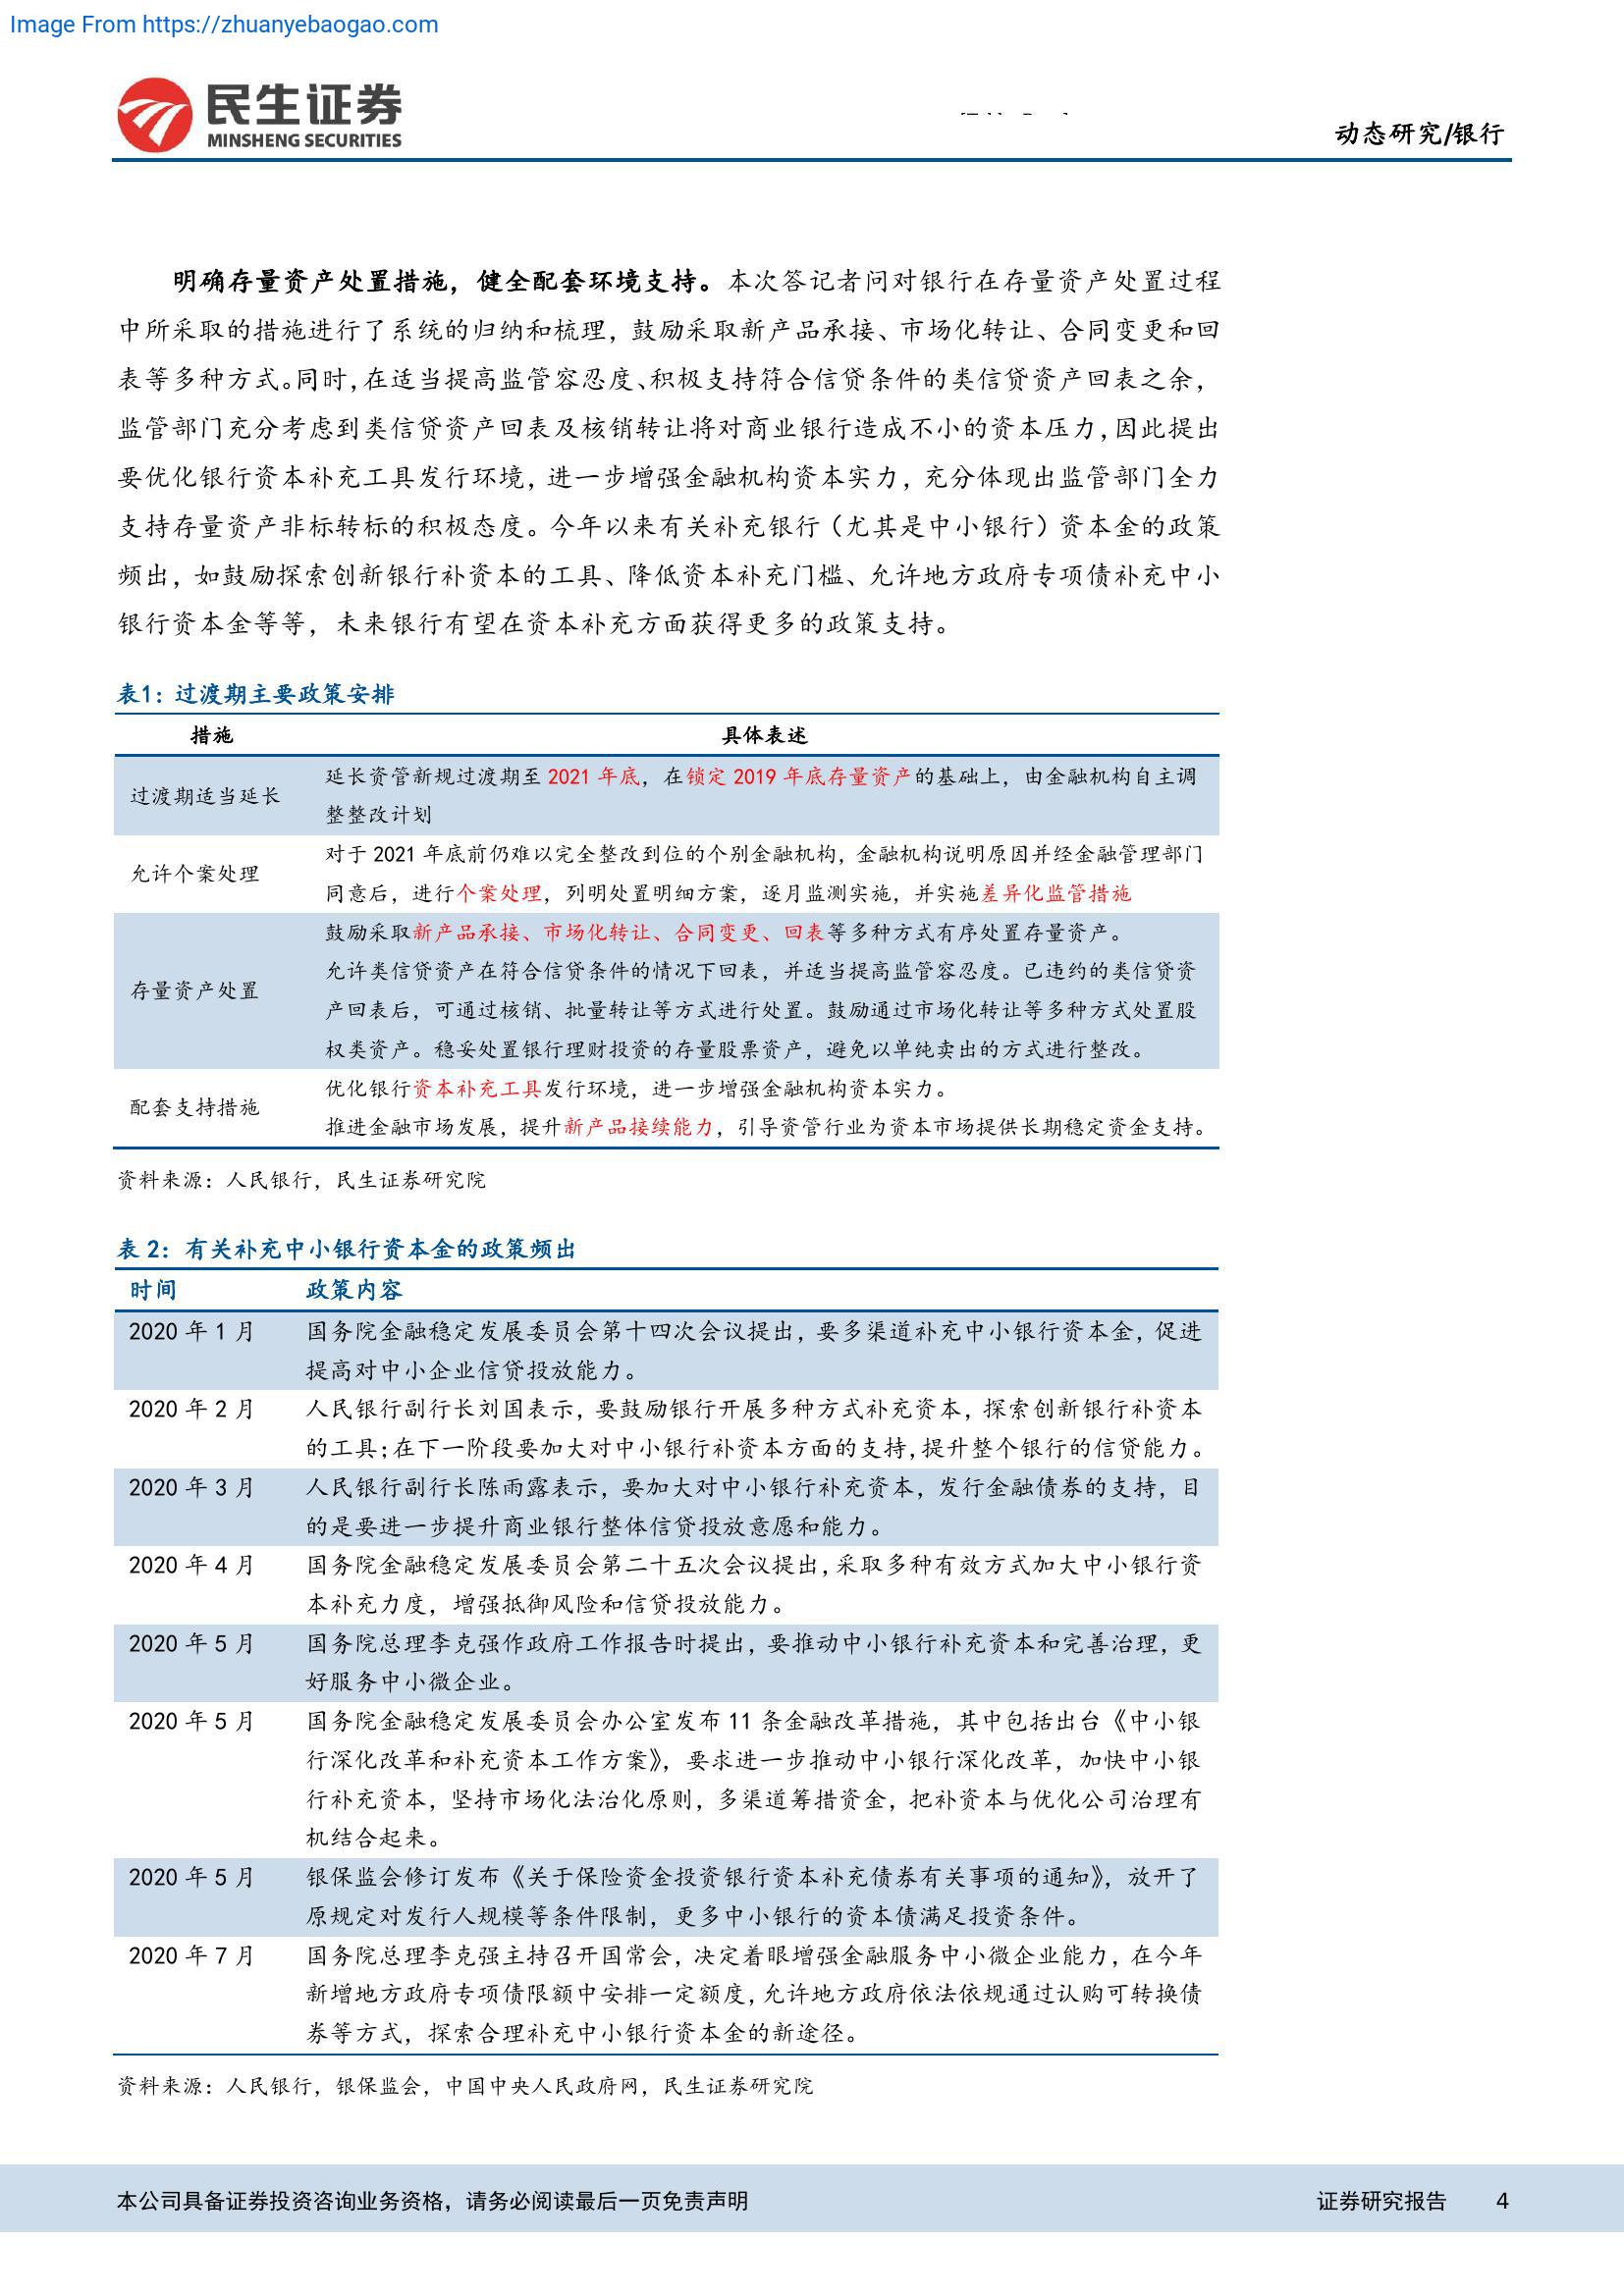 Image From https://zhuanyebaogao.com
民生证券
MINSHENG SECURITIES
动态研究/银行
明确存量资产处置措施，健全配套环境支持。本次答记者问对银行在存量资产处置过程
中所采取的措施进行了系统的归纳和梳理，鼓励采取新产品承接、市场化转让、合同变更和回
表等多种方式。同时，在适当提高监管容忍度、积极支持符合信贷条件的类信贷资产回表之余，
监管部门充分考虑到类信贷资产回表及核销转让将对商业银行造成不小的资本压力，因此提出
要优化银行资本补充工具发行环境，进一步增强金融机构资本实力，充分体现出监管部门全力
支持存量资产非标转标的积极态度。今年以来有关补充银行（尤其是中小银行）资本金的政策
频出，如鼓励探索创新银行补资本的工具、降低资本补充门槛、允许地方政府专项债补充中小
银行资本金等等，未来银行有望在资本补充方面获得更多的政策支持。
表1：过渡期主要政策安排
措施 具体表述
过渡期适当延长
延长资管新规过渡期至 2021 年底，在锁定 2019 年底存量资产的基础上，由金融机构自主调
整整改计划
允许个案处理
对于 2021 年底前仍难以完全整改到位的个别金融机构，金融机构说明原因并经金融管理部门
同意后，进行个案处理，列明处置明细方案，逐月监测实施，并实施差异化监管措施
存量资产处置
鼓励采取新产品承接、市场化转让、合同变更、回表等多种方式有序处置存量资产。
允许类信贷资产在符合信贷条件的情况下回表，并适当提高监管容忍度。已违约的类信贷资
产回表后，可通过核销、批量转让等方式进行处置。鼓励通过市场化转让等多种方式处置股
权类资产。稳妥处置银行理财投资的存量股票资产，避免以单纯卖出的方式进行整改。
配套支持措施
优化银行资本补充工具发行环境，进一步增强金融机构资本实力。
推进金融市场发展，提升新产品接续能力，引导资管行业为资本市场提供长期稳定资金支持。
资料来源：人民银行，民生证券研究院
表 2：有关补充中小银行资本金的政策频出
时间 政策内容
2020 年 1 月 国务院金融稳定发展委员会第十四次会议提出，要多渠道补充中小银行资本金，促进
提高对中小企业信贷投放能力。
2020 年 2 月 人民银行副行长刘国表示，要鼓励银行开展多种方式补充资本，探索创新银行补资本
的工具；在下一阶段要加大对中小银行补资本方面的支持，提升整个银行的信贷能力。
2020 年 3 月 人民银行副行长陈雨露表示，要加大对中小银行补充资本，发行金融债券的支持，目
的是要进一步提升商业银行整体信贷投放意愿和能力。
2020 年 4 月 国务院金融稳定发展委员会第二十五次会议提出，采取多种有效方式加大中小银行资
本补充力度，增强抵御风险和信贷投放能力。
2020 年 5 月 国务院总理李克强作政府工作报告时提出，要推动中小银行补充资本和完善治理，更
好服务中小微企业。
2020 年 5 月 国务院金融稳定发展委员会办公室发布 11 条金融改革措施，其中包括出台《中小银
行深化改革和补充资本工作方案》，要求进一步推动中小银行深化改革，加快中小银
行补充资本，坚持市场化法治化原则，多渠道筹措资金，把补资本与优化公司治理有
机结合起来。
2020 年 5 月 银保监会修订发布《关于保险资金投资银行资本补充债券有关事项的通知》，放开了
原规定对发行人规模等条件限制，更多中小银行的资本债满足投资条件。
2020 年 7 月 国务院总理李克强主持召开国常会，决定着眼增强金融服务中小微企业能力，在今年
新增地方政府专项债限额中安排一定额度，允许地方政府依法依规通过认购可转换债
券等方式，探索合理补充中小银行资本金的新途径。
资料来源：人民银行，银保监会，中国中央人民政府网，民生证券研究院
本公司具备证券投资咨询业务资格，请务必阅读最后一页免责声明 证券研究报告 4